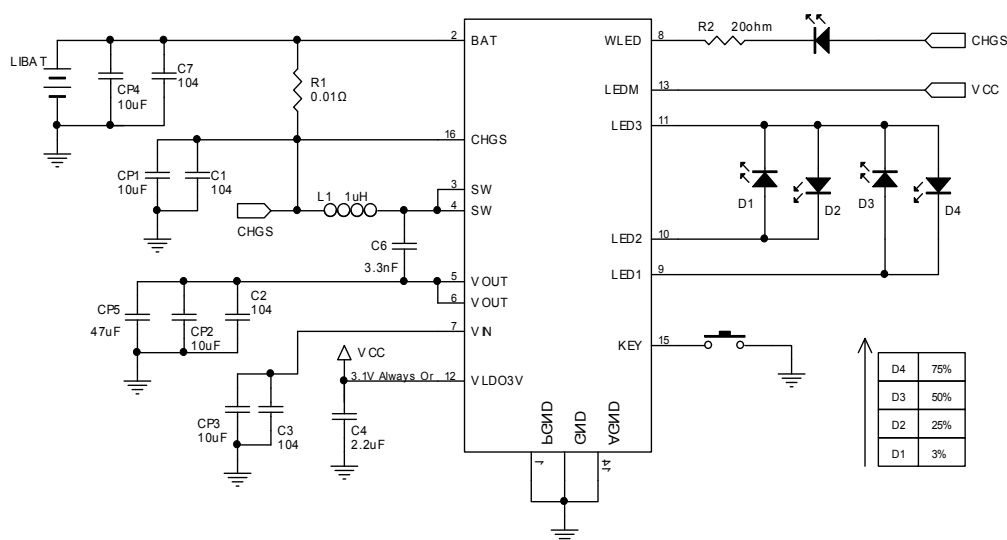 LIBAT
CP4
10uF
C7
104
R1
0.01Ω
CP1
10uF
C1
104
CHGS
L1 1uH
C6
3.3nF
CP5
47uF
CP2
10uF
C2
104
VCC
3.1V Always Or
CP3
10uF
C3
104
C4
2.2uF
2 BAT
16 CHGS
3 SW
4 SW
5 VOUT
6 VOUT
7 VIN
12 VLDO3V
PGND
GND
AGND
1
14
WLED 8
LEDM 13
LED3 11
LED2 10
LED1 9
KEY 15
R2 20ohm
CHGS
VCC
D1
D2
D3
D4
D4 75%
D3 50%
D2 25%
D1 3%